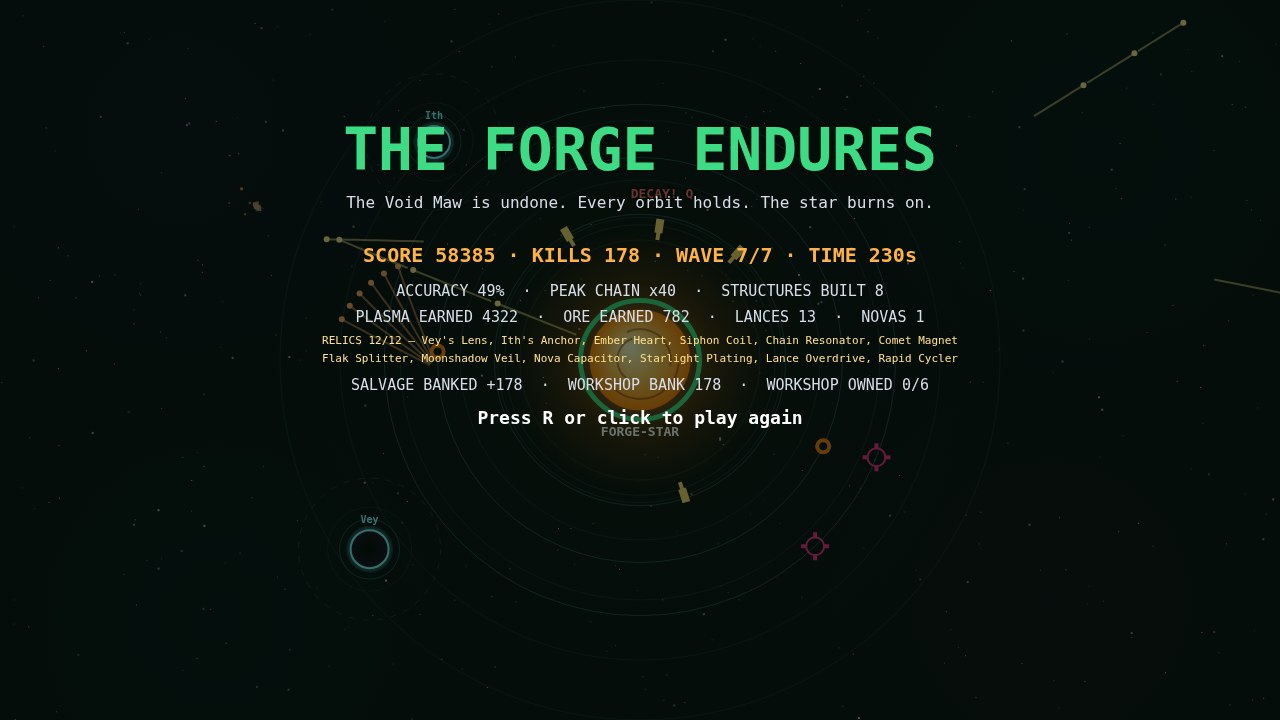 Ith
THE FORGE ENDURES
DECAY! Q
The Void Maw is undone. Every orbit holds. The star burns on.
SCORE 58385 · KILLS 178 · WAVE 7/7 · TIME 230s
ACCURACY 49% · PEAK CHAIN x40 · STRUCTURES BUILT 8
PLASMA EARNED 4322 · ORE EARNED 782 · LANCES 13 · NOVAS 1
RELICS 12/12 — Vey's Lens, Ith's Anchor, Ember Heart, Siphon Coil, Chain Resonator, Comet Magnet
Flak Splitter, Moonshadow Veil, Nova Capacitor, Starlight Plating, Lance Overdrive, Rapid Cycler
SALVAGE BANKED +178 · WORKSHOP BANK 178 · WORKSHOP OWNED 0/6
Press R or click to play again
FORGE-STAR
Vey